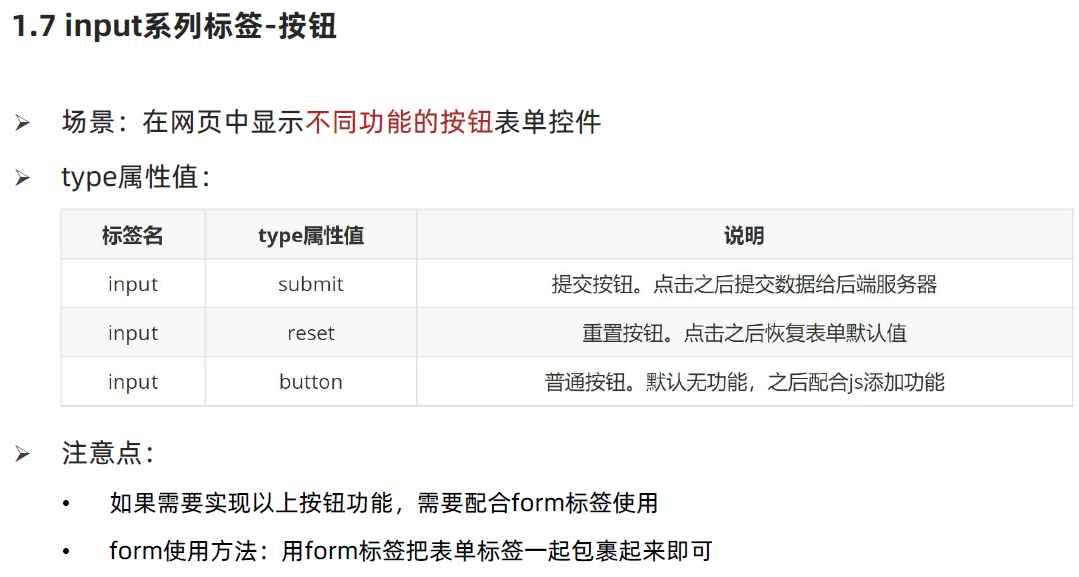 1.7 input系列标签-按钮
场景：在网页中显示不同功能的按钮表单控件
type属性值：
标签名 type属性值 说明
input submit 提交按钮。点击之后提交数据给后端服务器
input reset 重置按钮。点击之后恢复表单默认值
input button 普通按钮。默认无功能，之后配合js添加功能
注意点：
如果需要实现以上按钮功能，需要配合form标签使用
form使用方法：用form标签把表单标签一起包裹起来即可